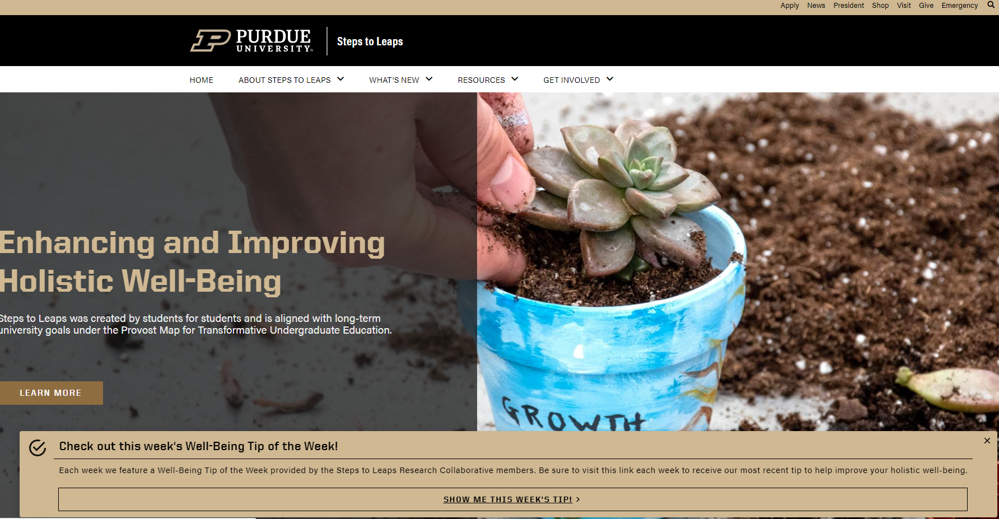 Apply News President Shop Visit Give Emergency
PURDUE
UNIVERSITY®
Steps to Leaps
HOME ABOUT STEPS TO LEAPS WHAT'S NEW RESOURCES GET INVOLVED
Enhancing and Improving
Holistic Well-Being
Steps to Leaps was created by students for students and is aligned with long-term
university goals under the Provost Map for Transformative Undergraduate Education.
LEARN MORE
GROWTH
Check out this week's Well-Being Tip of the Week!
Each week we feature a Well-Being Tip of the Week provided by the Steps to Leaps Research Collaborative members. Be sure to visit this link each week to receive our most recent tip to help improve your holistic well-being.
SHOW ME THIS WEEK'S TIP! >